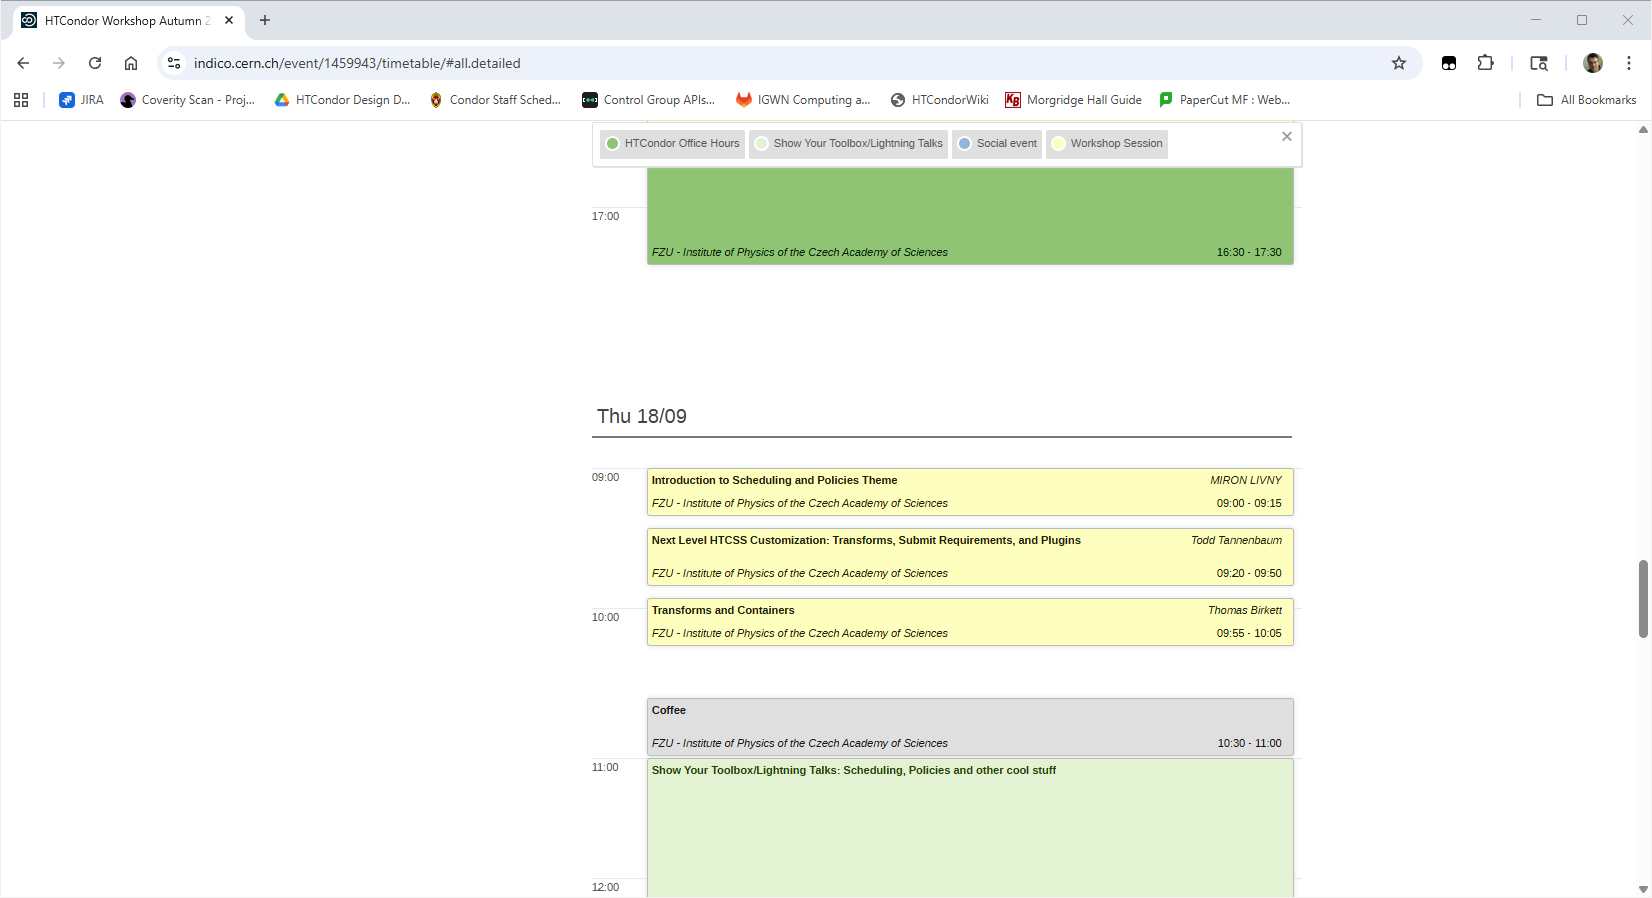 HTCondor Workshop Autumn 2
indico.cern.ch/event/1459943/timetable/#all.detailed
JIRA
Coverity Scan - Proj...
HTCondor Design D...
Condor Staff Sched...
Control Group APIs...
IGWN Computing a...
HTCondorWiki
KB
Morgridge Hall Guide
PaperCut MF : Web...
All Bookmarks
HTCondor Office Hours
Show Your Toolbox/Lightning Talks
Social event
Workshop Session
17:00
FZU - Institute of Physics of the Czech Academy of Sciences 16:30 - 17:30
Thu 18/09
09:00
Introduction to Scheduling and Policies Theme MIRON LIVNY
FZU - Institute of Physics of the Czech Academy of Sciences 09:00 - 09:15
Next Level HTCSS Customization: Transforms, Submit Requirements, and Plugins Todd Tannenbaum
FZU - Institute of Physics of the Czech Academy of Sciences 09:20 - 09:50
10:00
Transforms and Containers Thomas Birkett
FZU - Institute of Physics of the Czech Academy of Sciences 09:55 - 10:05
Coffee
FZU - Institute of Physics of the Czech Academy of Sciences 10:30 - 11:00
11:00
Show Your Toolbox/Lightning Talks: Scheduling, Policies and other cool stuff
12:00